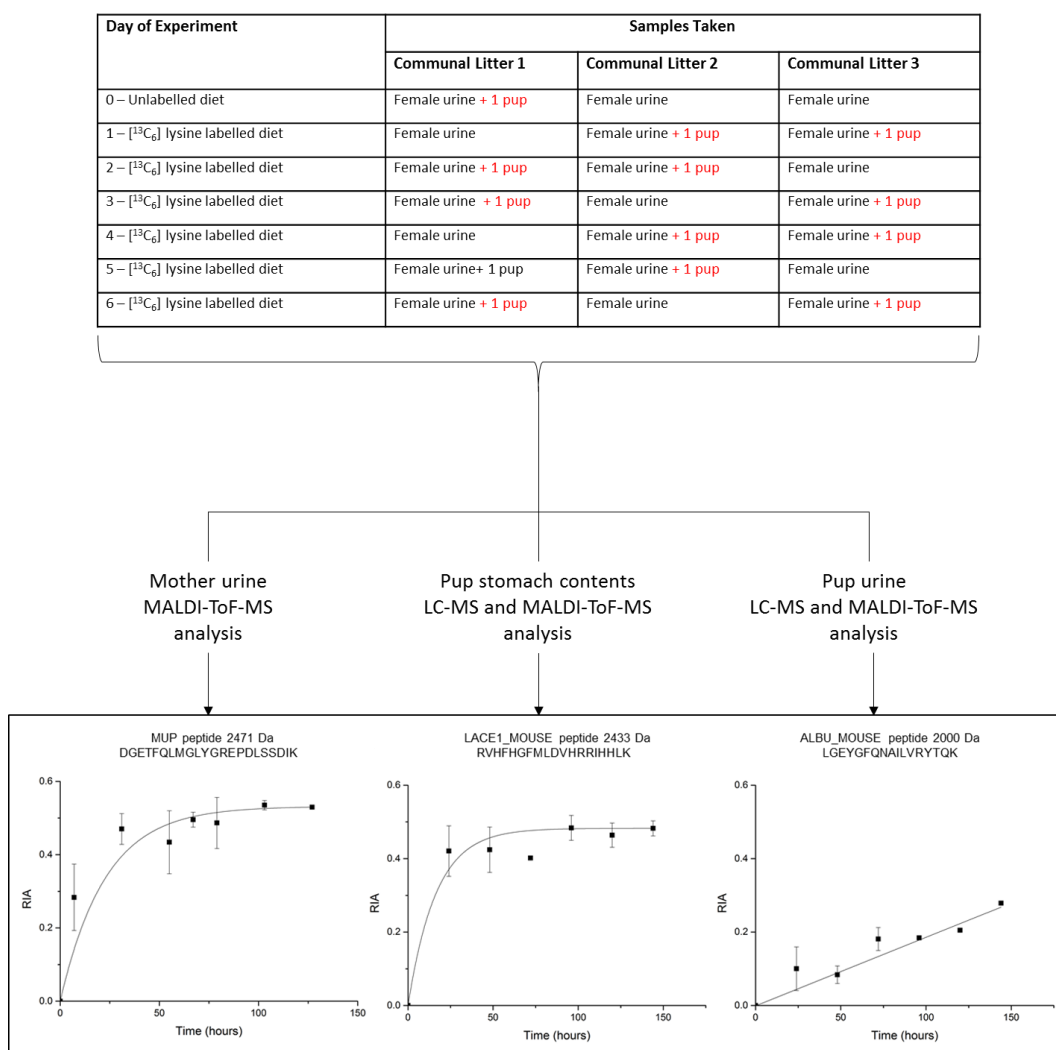 Day of Experiment
Samples Taken
Communal Litter 1
Communal Litter 2
Communal Litter 3
0 – Unlabelled diet
Female urine + 1 pup
Female urine
Female urine
1 – [¹³C₆] lysine labelled diet
Female urine
Female urine + 1 pup
Female urine + 1 pup
2 – [¹³C₆] lysine labelled diet
Female urine + 1 pup
Female urine + 1 pup
Female urine
3 – [¹³C₆] lysine labelled diet
Female urine + 1 pup
Female urine
Female urine + 1 pup
4 – [¹³C₆] lysine labelled diet
Female urine
Female urine + 1 pup
Female urine + 1 pup
5 – [¹³C₆] lysine labelled diet
Female urine+ 1 pup
Female urine + 1 pup
Female urine
6 – [¹³C₆] lysine labelled diet
Female urine + 1 pup
Female urine
Female urine + 1 pup
Mother urine
MALDI-ToF-MS
analysis
Pup stomach contents
LC-MS and MALDI-ToF-MS
analysis
Pup urine
LC-MS and MALDI-ToF-MS
analysis
MUP peptide 2471 Da
DGETFQLMGLYGREPDLSSDIK
0.6
0.4
RIA
0.2
0.0
0
50
100
150
Time (hours)
LACE1_MOUSE peptide 2433 Da
RVHFHGFMLDVHRRIHHLK
0.6
0.4
RIA
0.2
0.0
0
50
100
150
Time (hours)
ALBU_MOUSE peptide 2000 Da
LGEYGFQNAILVRYTQK
0.6
0.4
RIA
0.2
0.0
0
50
100
150
Time (hours)